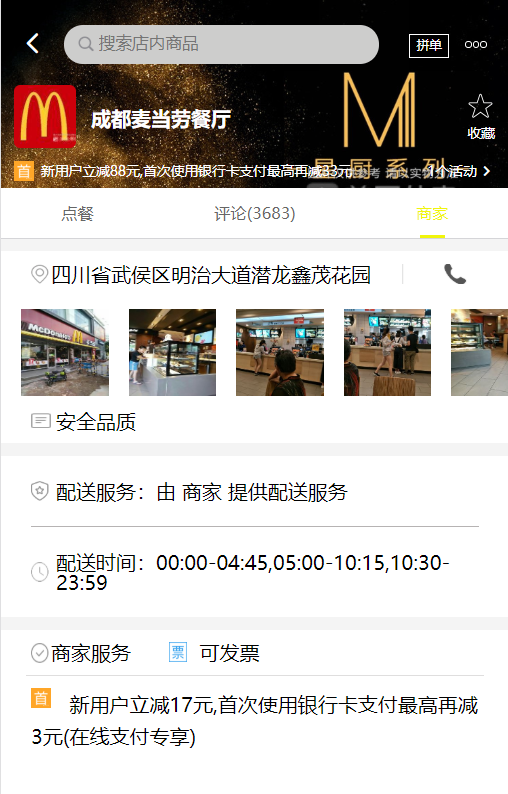 搜索店内商品
拼单
成都麦当劳餐厅
收藏
星厨系列
首 新用户立减88元,首次使用银行卡支付最高再减33元
1个活动
点餐
评论(3683)
商家
四川省武侯区明治大道潜龙鑫茂花园
McDonald's
安全品质
配送服务：由 商家 提供配送服务
配送时间：00:00-04:45,05:00-10:15,10:30-
23:59
商家服务
票 可发票
首 新用户立减17元,首次使用银行卡支付最高再减
3元(在线支付专享)